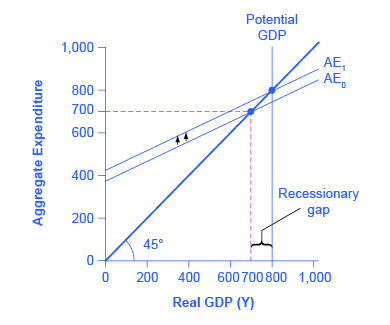 Potential
GDP
1,000
800
700
600
400
200
0
Aggregate Expenditure
AE1
AE0
Recessionary
gap
45°
0 200 400 600 700 800 1,000
Real GDP (Y)